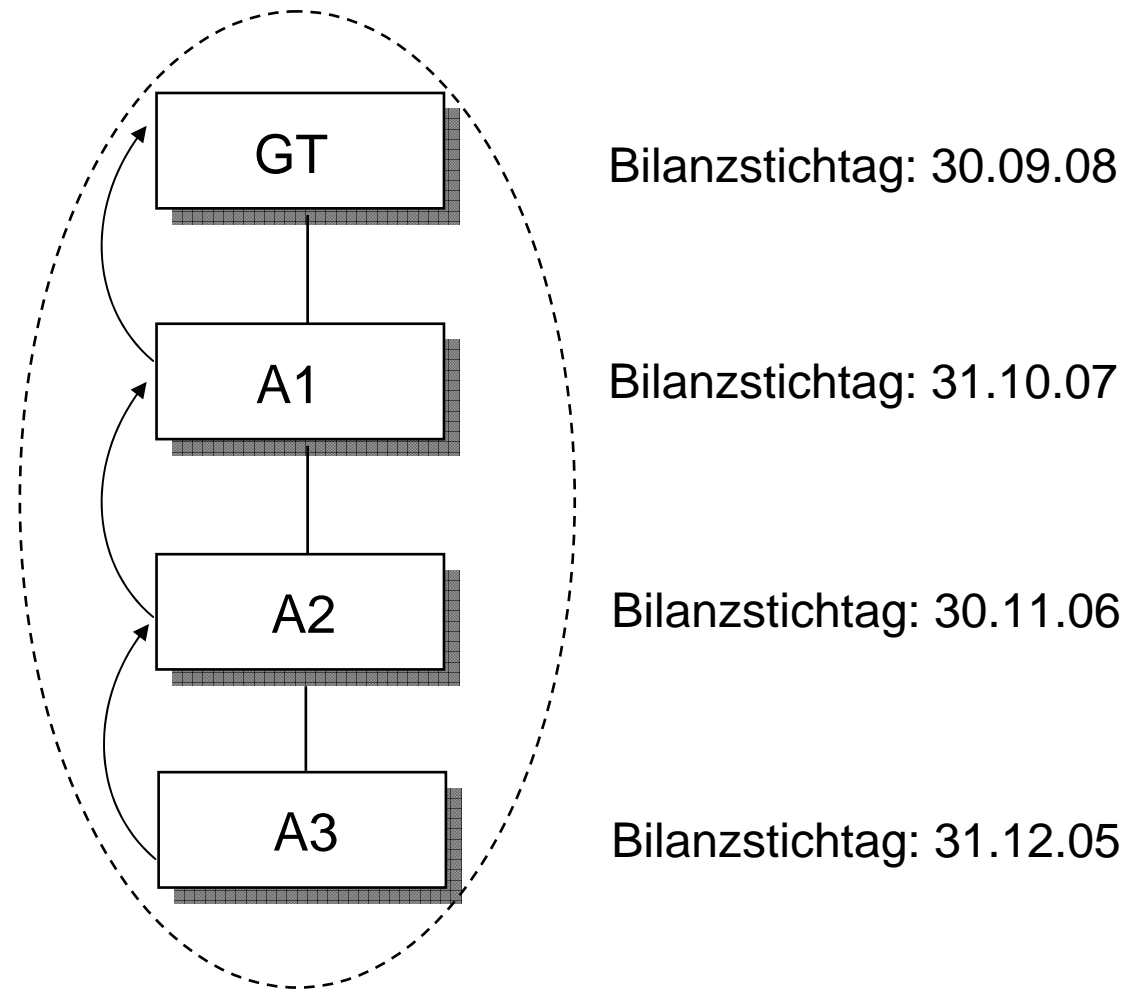 GT
Bilanzstichtag: 30.09.08
A1
Bilanzstichtag: 31.10.07
A2
Bilanzstichtag: 30.11.06
A3
Bilanzstichtag: 31.12.05